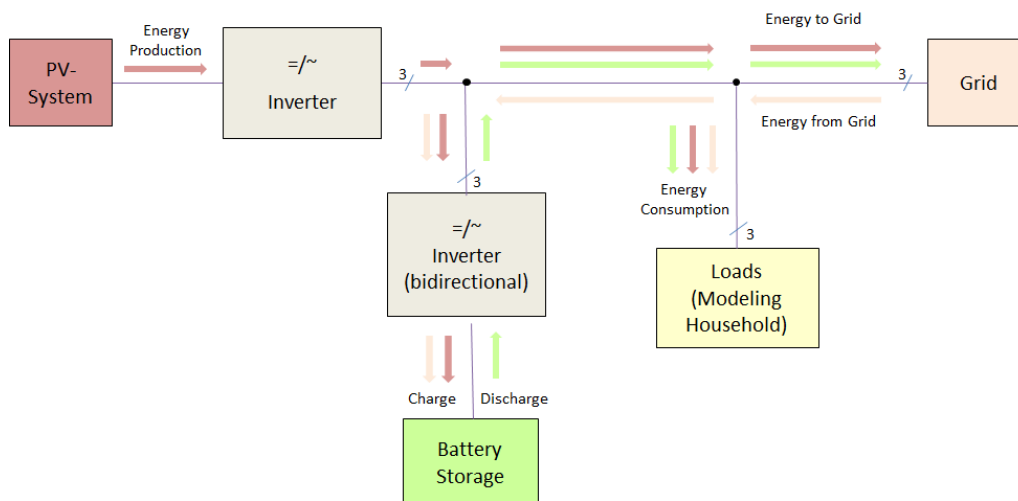 Energy
Production
Energy to Grid
PV-
System
=/~
Inverter
3
3
Grid
Energy from Grid
3
Energy
Consumption
=/~
Inverter
(bidirectional)
3
Loads
(Modeling
Household)
Charge
Discharge
Battery
Storage